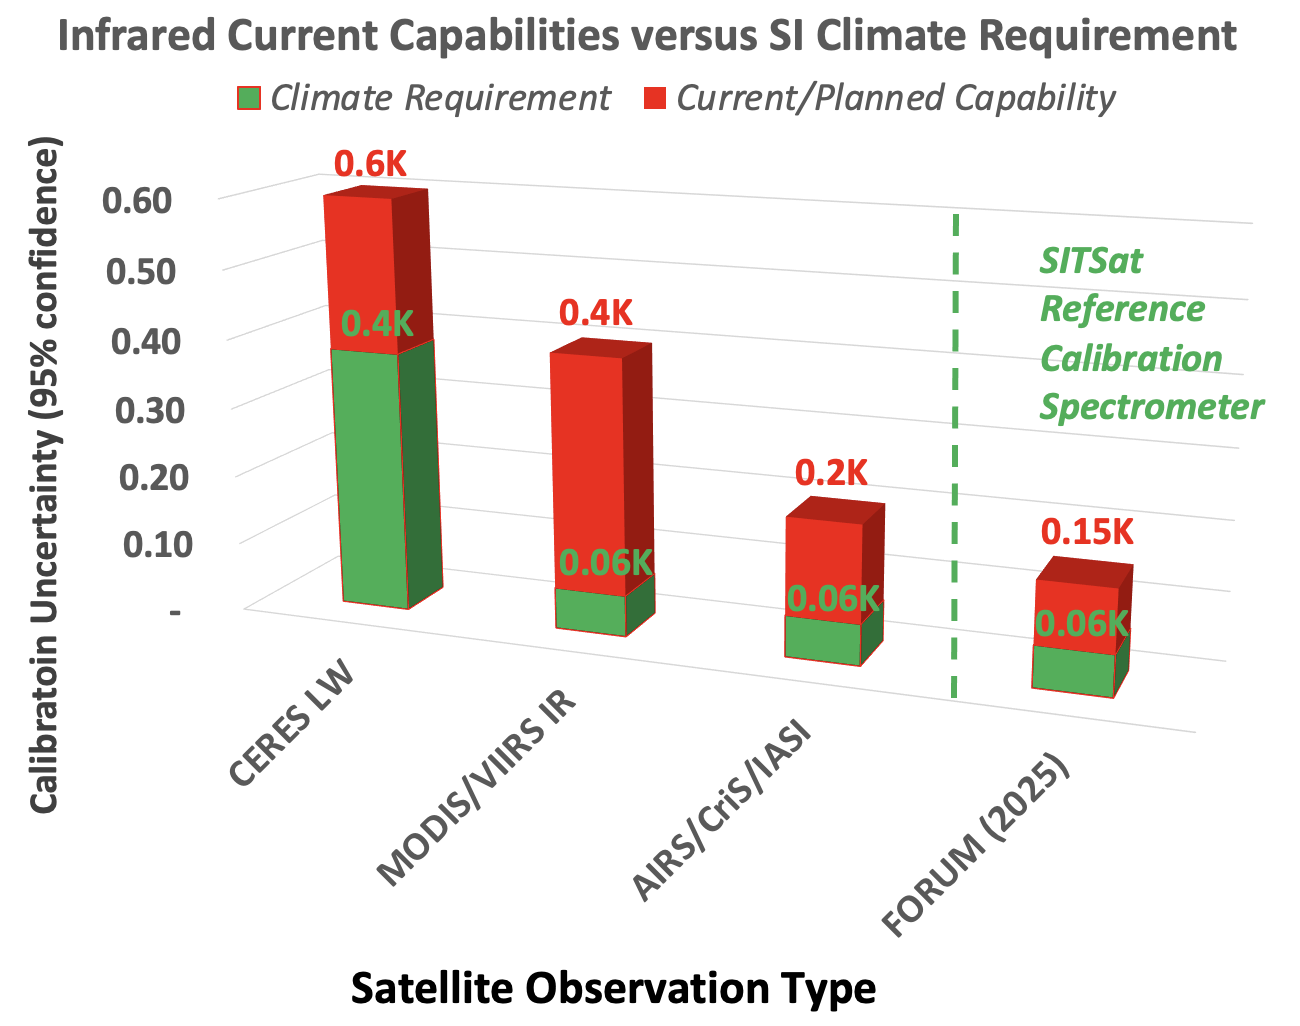 Infrared Current Capabilities versus SI Climate Requirement
Climate Requirement Current/Planned Capability
Calibratoin Uncertainty (95% confidence)
0.60
0.50
0.40
0.30
0.20
0.10
-
0.6K
0.4K
0.4K
0.06K
0.2K
0.06K
0.15K
0.06K
SITSat
Reference
Calibration
Spectrometer
CERES LW
MODIS/VIIRS IR
AIRS/CriS/IASI
FORUM (2025)
Satellite Observation Type